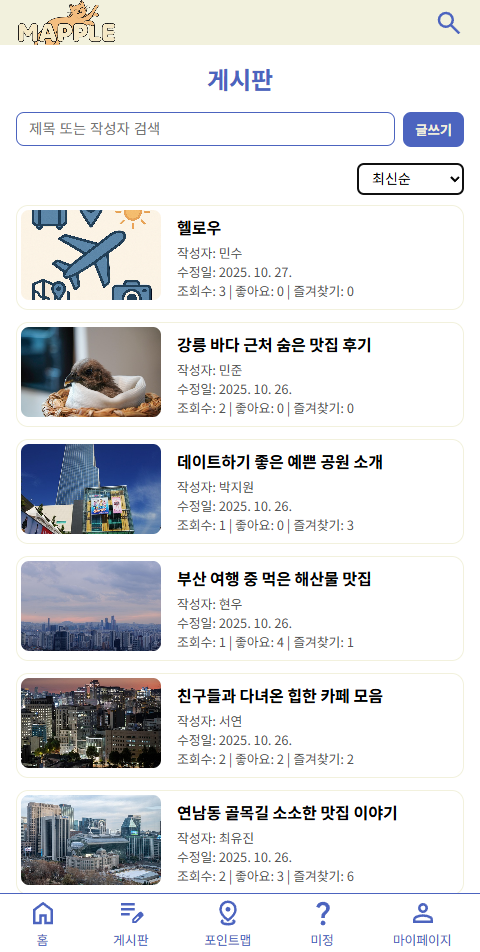 MAPPLE
게시판
제목 또는 작성자 검색
글쓰기
최신순
헬로우
작성자: 민수
수정일: 2025. 10. 27.
조회수: 3 | 좋아요: 0 | 즐겨찾기: 0
강릉 바다 근처 숨은 맛집 후기
작성자: 민준
수정일: 2025. 10. 26.
조회수: 2 | 좋아요: 0 | 즐겨찾기: 0
데이트하기 좋은 예쁜 공원 소개
작성자: 박지원
수정일: 2025. 10. 26.
조회수: 1 | 좋아요: 0 | 즐겨찾기: 3
부산 여행 중 먹은 해산물 맛집
작성자: 현우
수정일: 2025. 10. 26.
조회수: 1 | 좋아요: 4 | 즐겨찾기: 1
친구들과 다녀온 힙한 카페 모음
작성자: 서연
수정일: 2025. 10. 26.
조회수: 2 | 좋아요: 2 | 즐겨찾기: 2
연남동 골목길 소소한 맛집 이야기
작성자: 최유진
수정일: 2025. 10. 26.
조회수: 2 | 좋아요: 3 | 즐겨찾기: 6
홈
게시판
포인트맵
미정
마이페이지